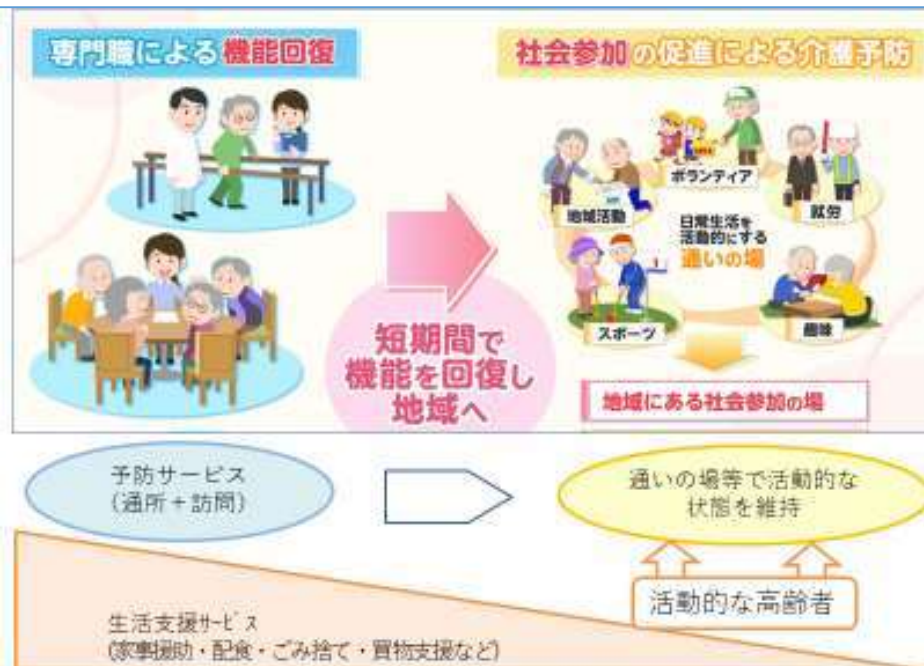 専門職による機能回復
社会参加の促進による介護予防
ボランティア
地域活動
就労
日常生活を
活動的にする
通いの場
スポーツ
趣味
短期間で
機能を回復し
地域へ
地域にある社会参加の場
予防サービス
(通所+訪問)
通いの場等で活動的な
状態を維持
活動的な高齢者
生活支援サービス
(家事援助・配食・ごみ捨て・買物支援など)